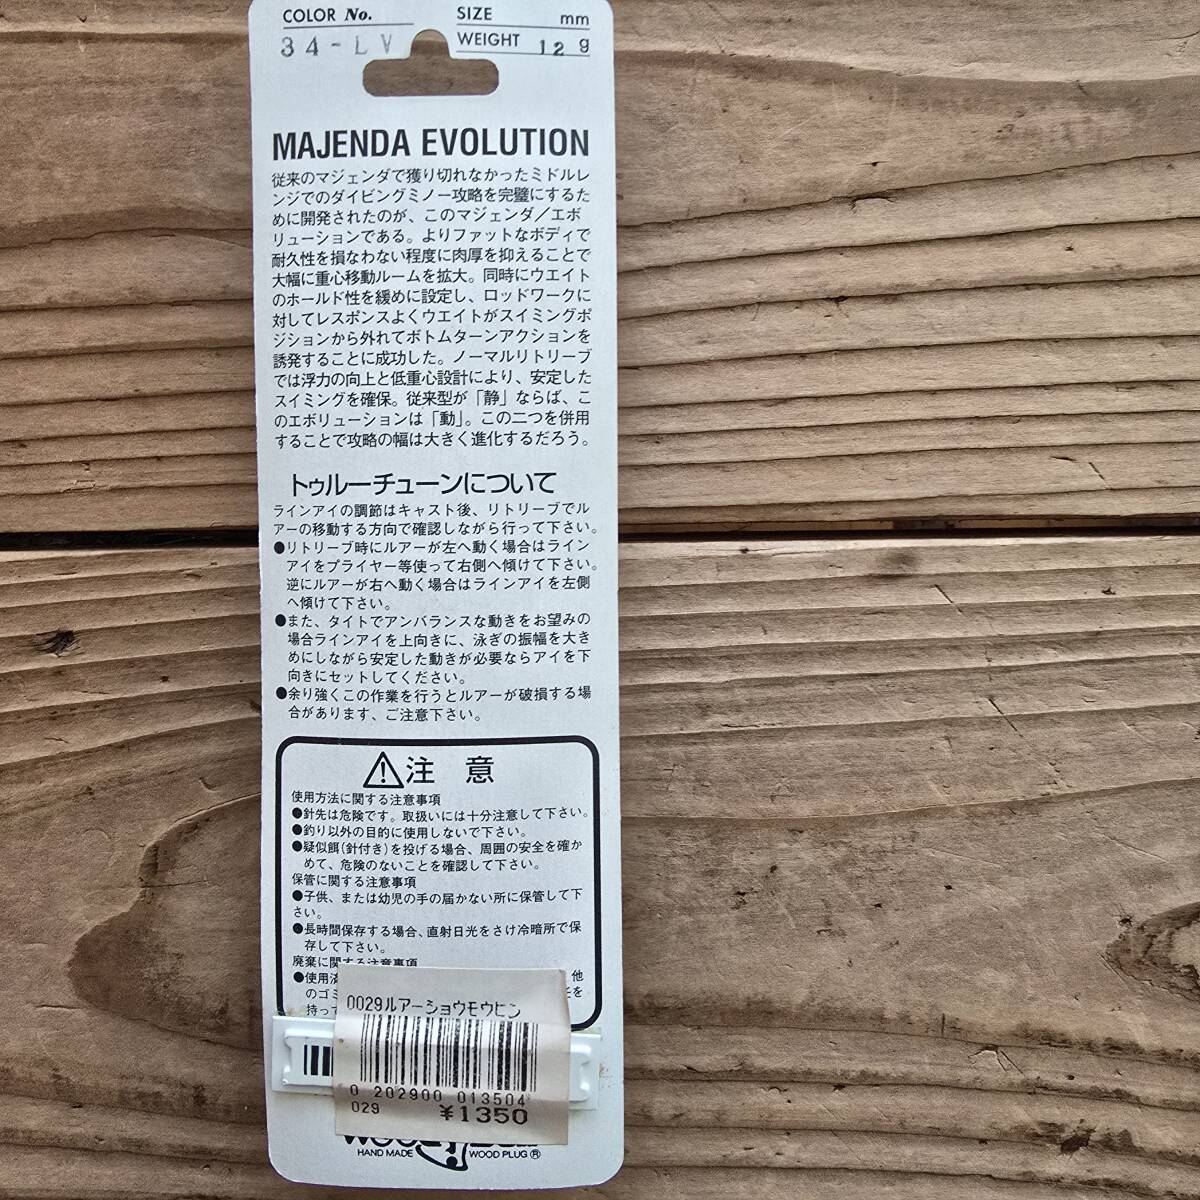 COLOR No. SIZE mm
34-LV WEIGHT 12 g
MAJENDA EVOLUTION
従来のマジェンダで獲り切れなかったミドルレ
ンジでのダイビングミノー攻略を完璧にするた
めに開発されたのが、このマジェンダ/エボ
リューションである。よりファットなボディで
耐久性を損なわない程度に肉厚を抑えることで
大幅に重心移動ルームを拡大。同時にウエイト
のホールド性を緩めに設定し、ロッドワークに
対してレスポンスよくウエイトがスイミングポ
ジションから外れてボトムターンアクションを
誘発することに成功した。ノーマルリトリーブ
では浮力の向上と低重心設計により、安定した
スイミングを確保。従来型が「静」ならば、こ
のエボリューションは「動」。この二つを併用
することで攻略の幅は大きく進化するだろう。
トゥルーチューンについて
ラインアイの調節はキャスト後、リトリーブでル
アーの移動する方向で確認しながら行って下さい。
●リトリーブ時にルアーが左へ動く場合はライン
アイをプライヤー等使って右側へ傾けて下さい。
逆にルアーが右へ動く場合はラインアイを左側
へ傾けて下さい。
●また、タイトでアンバランスな動きをお望みの
場合ラインアイを上向きに、泳ぎの振幅を大き
めにしながら安定した動きが必要ならアイを下
向きにセットしてください。
●余り強くこの作業を行うとルアーが破損する場
合があります、ご注意下さい。
注 意
使用方法に関する注意事項
●針先は危険です。取扱いには十分注意して下さい。
●釣り以外の目的に使用しないで下さい。
●疑似餌(針付き)を投げる場合、周囲の安全を確か
めて、危険のないことを確認して下さい。
保管に関する注意事項
●子供、または幼児の手の届かない所に保管して下
さい。
●長時間保存する場合、直射日光をさけ冷暗所で保
存して下さい。
廃棄に関する注意事項
●使用済 他
のゴミ を
持って
0029ルアーショウモウヒン
0 202900 013504
029 ¥1350
HAND MADE WOOD PLUG ®